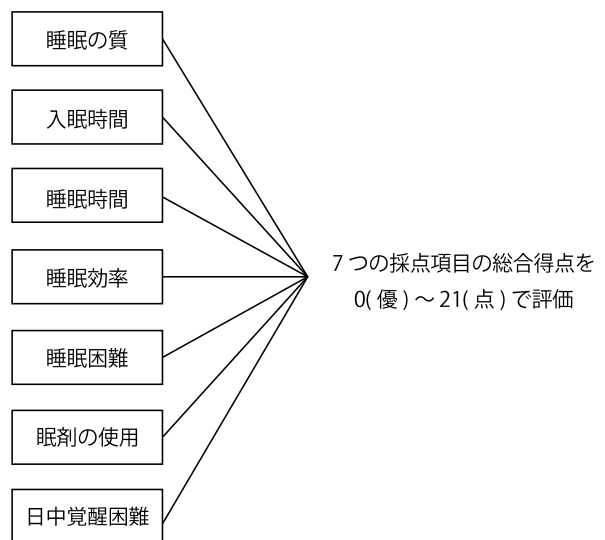 睡眠の質
入眠時間
睡眠時間
睡眠効率
睡眠困難
眠剤の使用
日中覚醒困難
7 つの採点項目の総合得点を
0( 優 ) ～ 21( 点 ) で評価